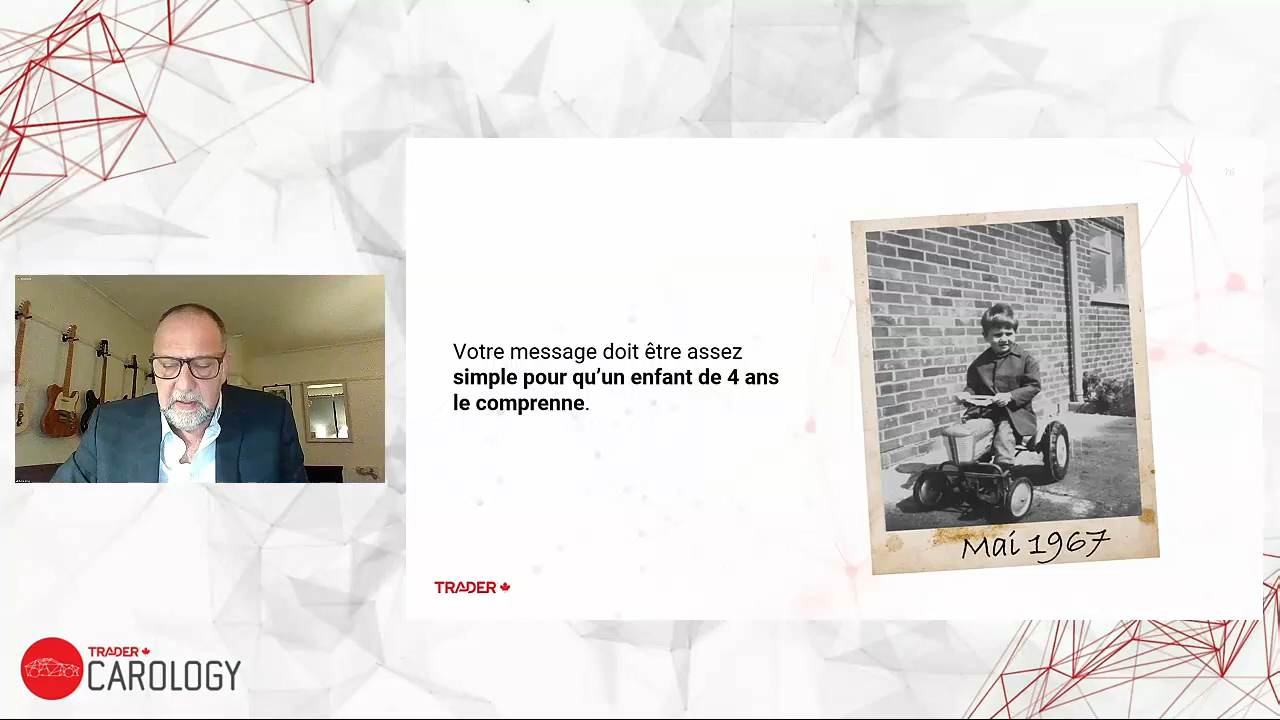 76
Votre message doit être assez
simple pour qu'un enfant de 4 ans
le comprenne.
Mai 1967
TRADER
TRADER
CAROLOGY